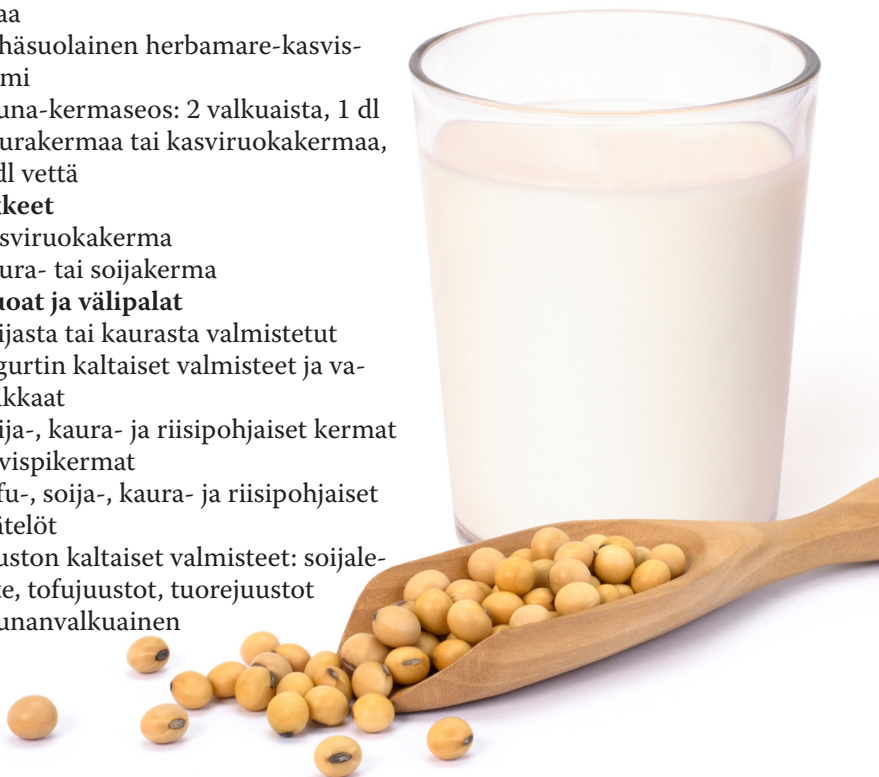 aa
häsuolainen herbamare-kasvis-
mi
una-kermaseos: 2 valkuaista, 1 dl
urakermaa tai kasviruokakermaa,
dl vettä
kkeet
sviruokakerma
ura- tai soijakerma
uoat ja välipalat
ijasta tai kaurasta valmistetut
gurtin kaltaiset valmisteet ja va-
kkaat
ija-, kaura- ja riisipohjaiset kermat
vispikermat
fu-, soija-, kaura- ja riisipohjaiset
ätelöt
uston kaltaiset valmisteet: soijale-
te, tofujuustot, tuorejuustot
unanvalkuainen